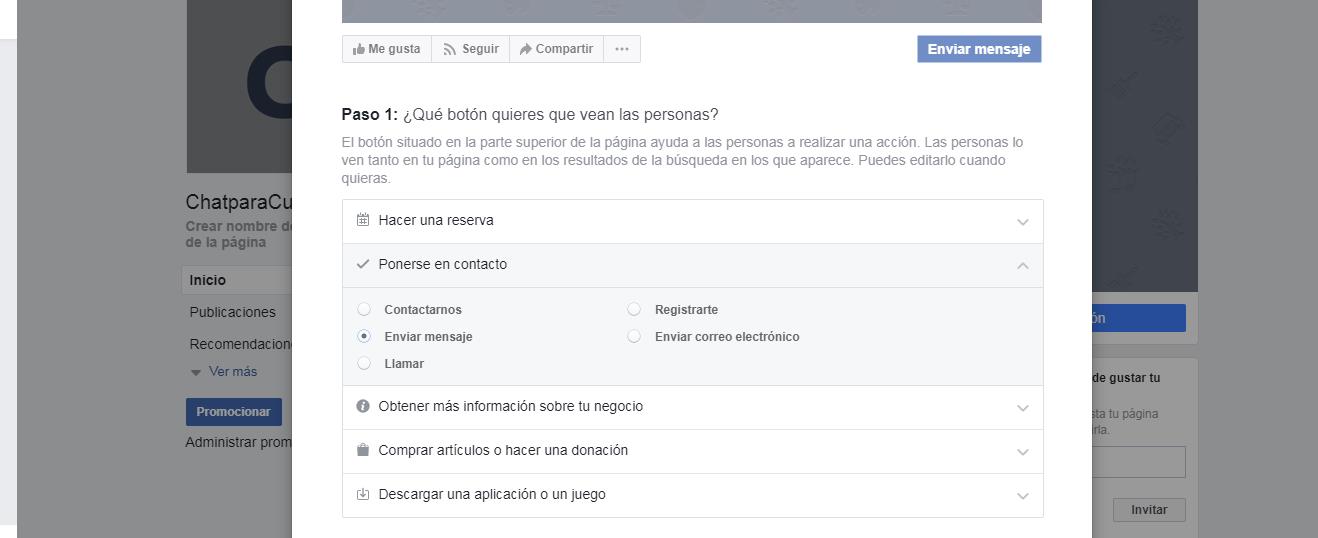 Me gusta Seguir Compartir ... Enviar mensaje
Paso 1: ¿Qué botón quieres que vean las personas?
El botón situado en la parte superior de la página ayuda a las personas a realizar una acción. Las personas lo
ven tanto en tu página como en los resultados de la búsqueda en los que aparece. Puedes editarlo cuando
quieras.
Hacer una reserva
Ponerse en contacto
Contactarnos Registrarte
Enviar mensaje Enviar correo electrónico
Llamar
Obtener más información sobre tu negocio
Comprar artículos o hacer una donación
Descargar una aplicación o un juego
C
ChatparaCu
Crear nombre de
de la página
Inicio
Publicaciones
Recomendacion
Ver más
Promocionar
Administrar prom
ón
de gustar tu
sta tu página
irla.
Invitar